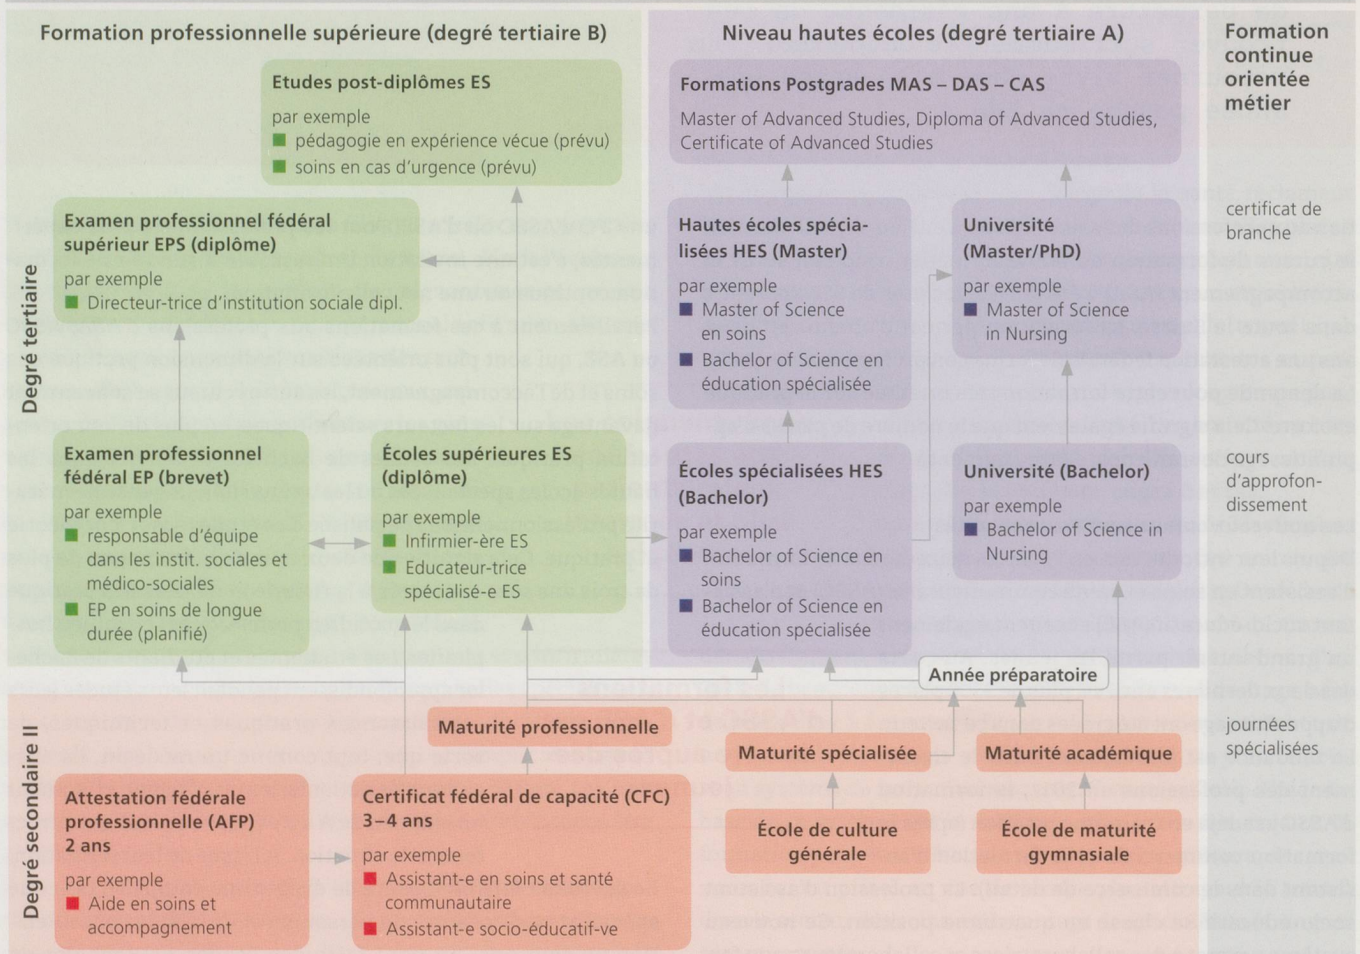 Formation professionnelle supérieure (degré tertiaire B)
Etudes post-diplômes ES
par exemple
pédagogie en expérience vécue (prévu)
soins en cas d'urgence (prévu)
Examen professionnel fédéral
supérieur EPS (diplôme)
par exemple
Directeur-trice d'institution sociale dipl.
Degré tertiaire
Examen professionnel
fédéral EP (brevet)
par exemple
responsable d'équipe
dans les instit. sociales et
médico-sociales
EP en soins de longue
durée (planifié)
Écoles supérieures ES
(diplôme)
par exemple
Infirmier-ère ES
Educateur-trice
spécialisé-e ES
Niveau hautes écoles (degré tertiaire A)
Formations Postgrades MAS – DAS – CAS
Master of Advanced Studies, Diploma of Advanced Studies,
Certificate of Advanced Studies
Hautes écoles spécia-
lisées HES (Master)
par exemple
Master of Science
en soins
Bachelor of Science en
éducation spécialisée
Université
(Master/PhD)
par exemple
Master of Science
in Nursing
Écoles spécialisées HES
(Bachelor)
par exemple
Bachelor of Science en
soins
Bachelor of Science en
éducation spécialisée
Université (Bachelor)
par exemple
Bachelor of Science in
Nursing
Année préparatoire
Formation
continue
orientée
métier
certificat de
branche
cours
d'approfon-
dissement
journées
spécialisées
Degré secondaire II
Maturité professionnelle
Maturité spécialisée
Maturité académique
Attestation fédérale
professionnelle (AFP)
2 ans
par exemple
Aide en soins et
accompagnement
Certificat fédéral de capacité (CFC)
3–4 ans
par exemple
Assistant-e en soins et santé
communautaire
Assistant-e socio-éducatif-ve
École de culture
générale
École de maturité
gymnasiale